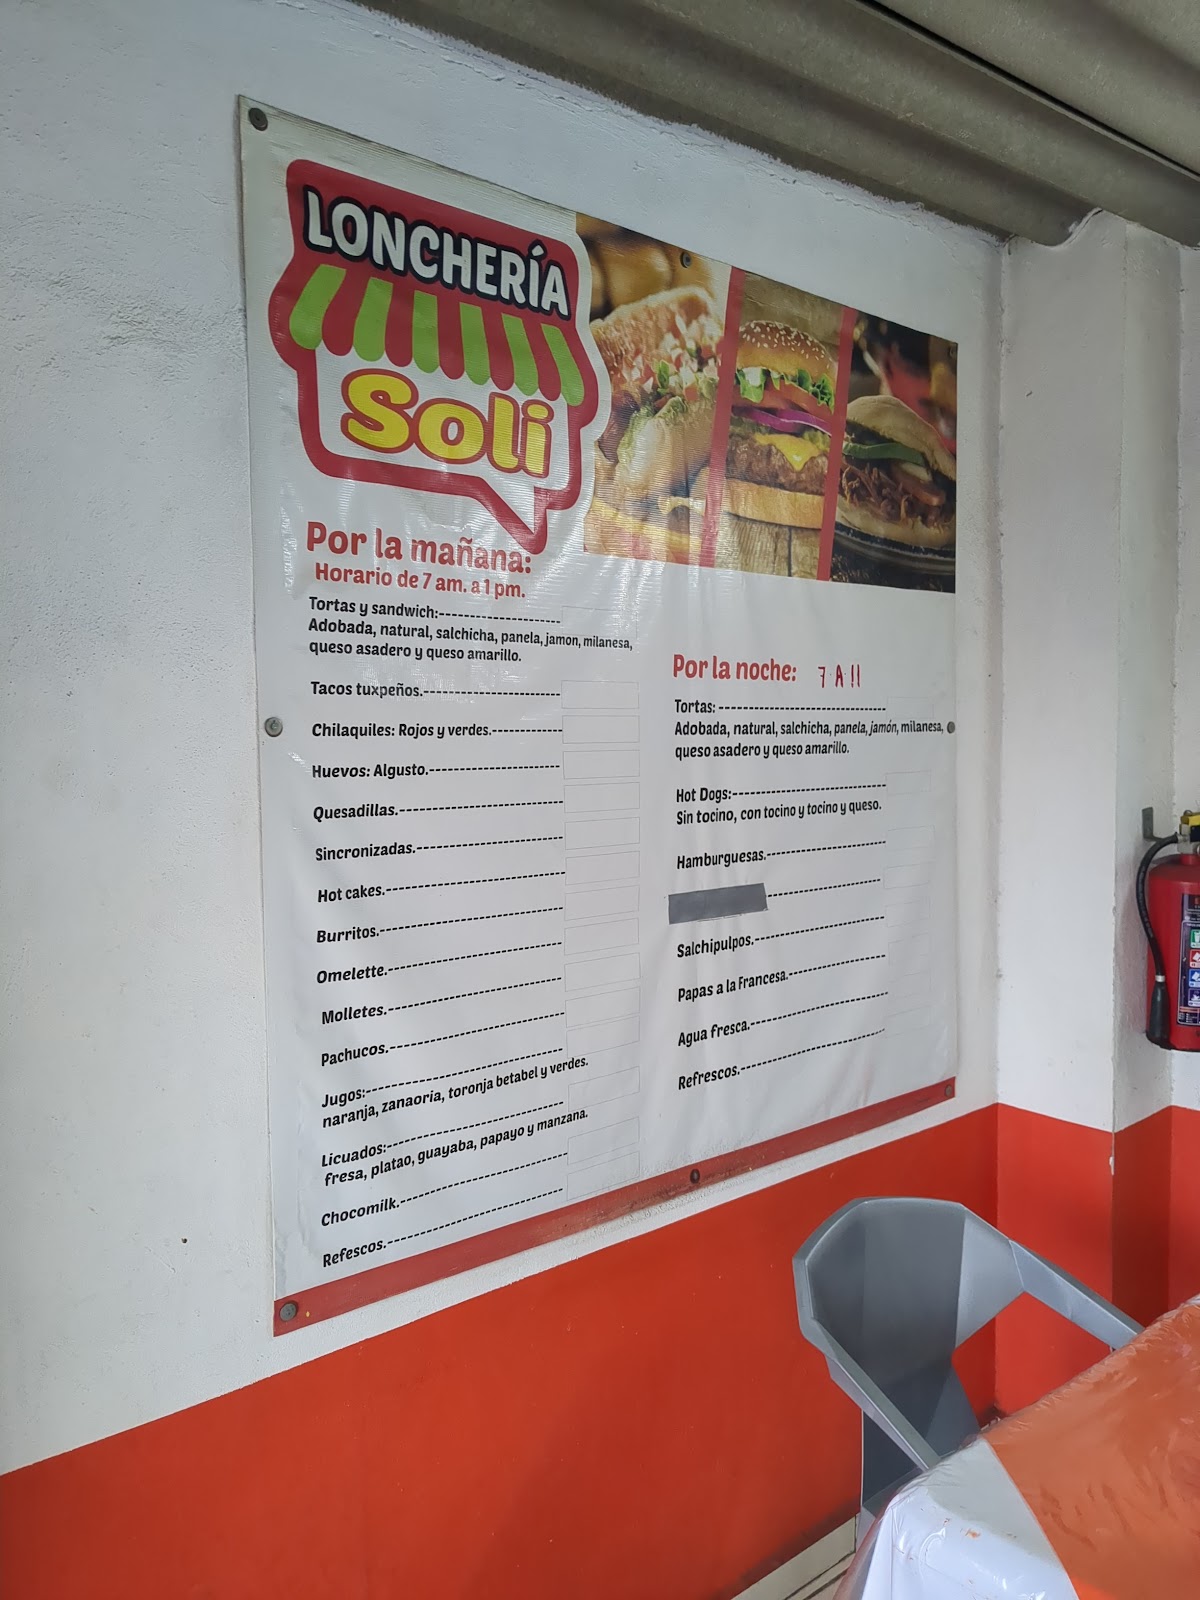 LONCHERÍA
Soli
Por la mañana:
Horario de 7 am. a 1 pm.
Tortas y sandwich:--------------------
Adobada, natural, salchicha, panela, jamon, milanesa,
queso asadero y queso amarillo.
Tacos tuxpeños.----------------------
Chilaquiles: Rojos y verdes.------------
Huevos: Algusto.---------------------
Quesadillas.--------------------------
Sincronizadas.------------------------
Hot cakes.----------------------------
Burritos.-----------------------------
Omelette.----------------------------
Molletes.----------------------------
Pachucos.----------------------------
Jugos:--------------------------------
naranja, zanaoria, toronja betabel y verdes.
Licuados:----------------------------
fresa, platao, guayaba, papayo y manzana.
Chocomilk.---------------------------
Refescos.----------------------------
Por la noche: 7 A 11
Tortas: ------------------------------
Adobada, natural, salchicha, panela, jamón, milanesa,
queso asadero y queso amarillo.
Hot Dogs:---------------------------
Sin tocino, con tocino y tocino y queso.
Hamburguesas.---------------------
--------------------
Salchipulpos.-----------------------
Papas a la Francesa.-----------------
Agua fresca.------------------------
Refrescos.--------------------------